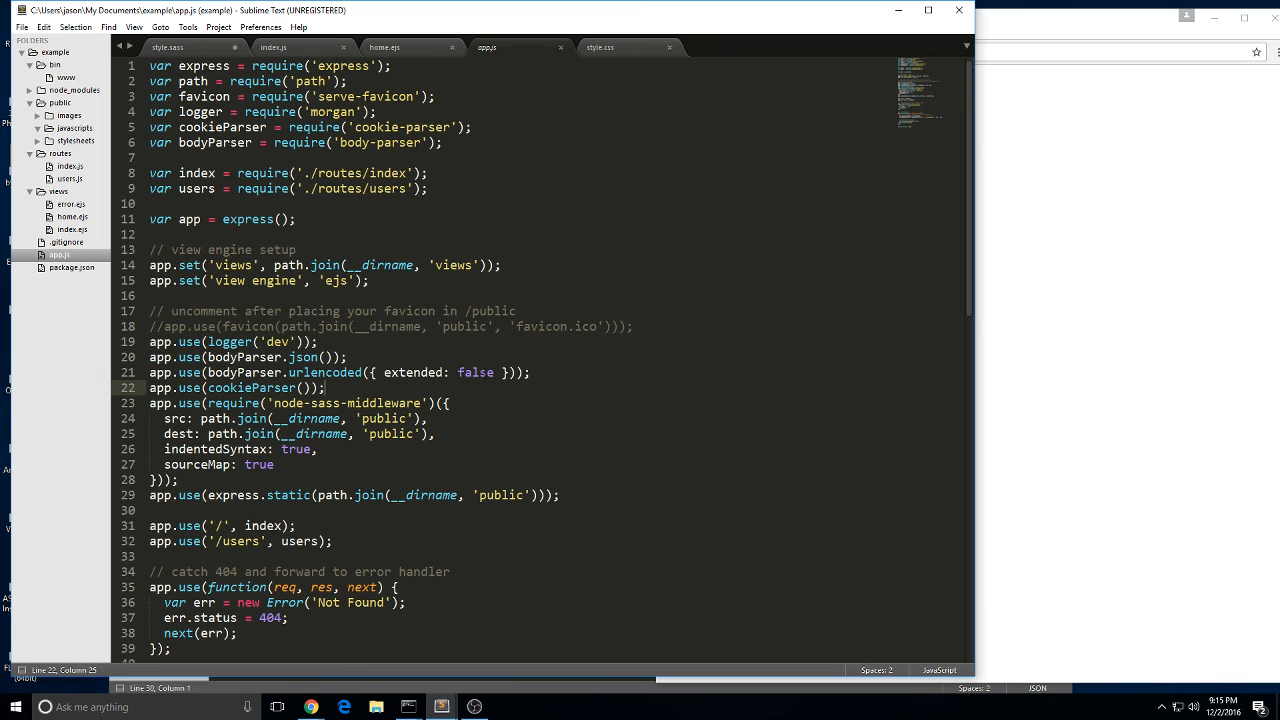 C:\Users\jason\My Documents\example\app.js (example) - Sublime Text (UNREGISTERED)
File Edit Selection Find View Goto Tools Project Preferences Help
FOLDERS
example
bin
www
node_modules
public
images
javascripts
stylesheets
routes
index.js
users.js
views
error.ejs
home.ejs
index.ejs
.gitignore
app.js
package.json
style.sass index.js home.ejs app.js style.css
1 var express = require('express');
2 var path = require('path');
3 var favicon = require('serve-favicon');
4 var logger = require('morgan');
5 var cookieParser = require('cookie-parser');
6 var bodyParser = require('body-parser');
7
8 var index = require('./routes/index');
9 var users = require('./routes/users');
10
11 var app = express();
12
13 // view engine setup
14 app.set('views', path.join(__dirname, 'views'));
15 app.set('view engine', 'ejs');
16
17 // uncomment after placing your favicon in /public
18 //app.use(favicon(path.join(__dirname, 'public', 'favicon.ico')));
19 app.use(logger('dev'));
20 app.use(bodyParser.json());
21 app.use(bodyParser.urlencoded({ extended: false }));
22 app.use(cookieParser());
23 app.use(require('node-sass-middleware')({
24 src: path.join(__dirname, 'public'),
25 dest: path.join(__dirname, 'public'),
26 indentedSyntax: true,
27 sourceMap: true
28 }));
29 app.use(express.static(path.join(__dirname, 'public')));
30
31 app.use('/', index);
32 app.use('/users', users);
33
34 // catch 404 and forward to error handler
35 app.use(function(req, res, next) {
36 var err = new Error('Not Found');
37 err.status = 404;
38 next(err);
39 });
Line 22, Column 25 Spaces: 2 JavaScript
Line 30, Column 1 Spaces: 2 JSON
Ask me anything
9:15 PM
12/2/2016